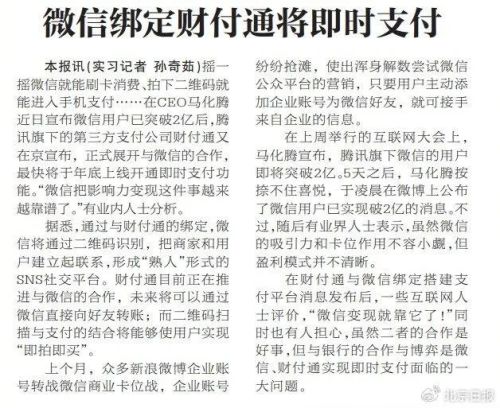 微信绑定财付通将即时支付
本报讯(实习记者 孙奇茹)摇一
摇微信就能刷卡消费、拍下二维码就
能进入手机支付……在CEO马化腾
近日宣布微信用户已突破2亿后,腾
讯旗下的第三方支付公司财付通又
在京宣布,正式展开与微信的合作,
最快将于年底上线开通即时支付功
能。“微信把影响力变现这件事越来
越靠谱了。”有业内人士分析。
据悉,通过与财付通的绑定,微
信将通过二维码识别,把商家和用
户建立起联系,形成“熟人”形式的
SNS社交平台。财付通目前正在推
进与微信的合作,未来将可以通过
微信直接向好友转账;而二维码扫
描与支付的结合将能够使用户实现
“即拍即买”。
上个月,众多新浪微博企业账
号转战微信商业卡位战,企业账号
纷纷抢滩,使出浑身解数尝试微信
公众平台的营销,只要用户主动添
加企业账号为微信好友,就可接手
来自企业的信息。
在上周举行的互联网大会上,
马化腾宣布,腾讯旗下微信的用户
即将突破2亿。5天之后,马化腾按
捺不住喜悦,于凌晨在微博上公布
了微信用户已实现破2亿的消息。不
过,随后有业界人士表示,虽然微信
的吸引力和卡位作用不容小觑,但
盈利模式并不清晰。
在财付通与微信绑定搭建支
付平台消息发布后,一些互联网人
士评价,“微信变现就靠它了!”同
时也有人担心,虽然二者的合作是
好事,但与银行的合作与博弈是微
信、财付通实现即时支付面临的一
大问题。
北京日报